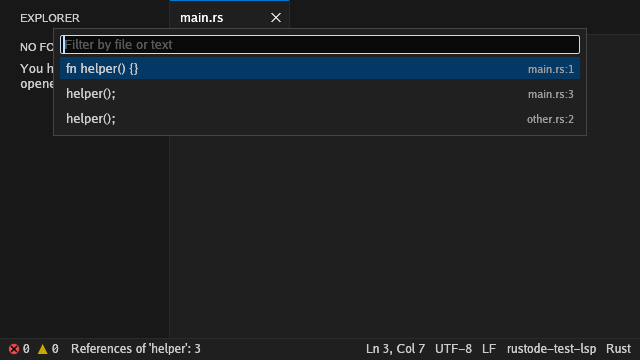 EXPLORER
main.rs
NO FO
Filter by file or text
You h
opene
fn helper() {}
main.rs:1
helper();
main.rs:3
helper();
other.rs:2
0
0
References of 'helper': 3
Ln 3, Col 7
UTF-8
LF
rustode-test-lsp
Rust